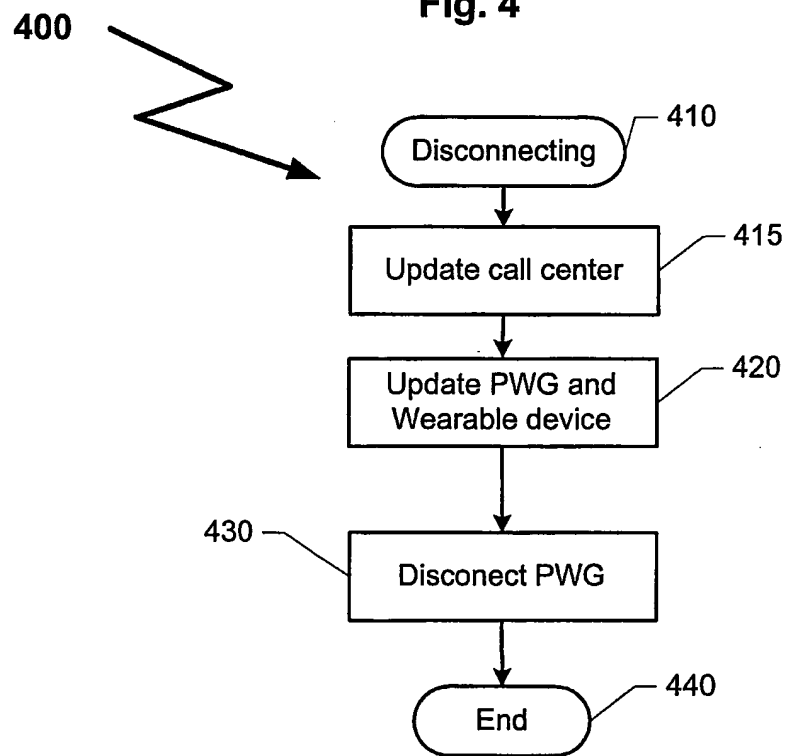 Fig. 4
400
Disconnecting
410
Update call center
415
Update PWG and
Wearable device
420
430
Disconect PWG
End
440